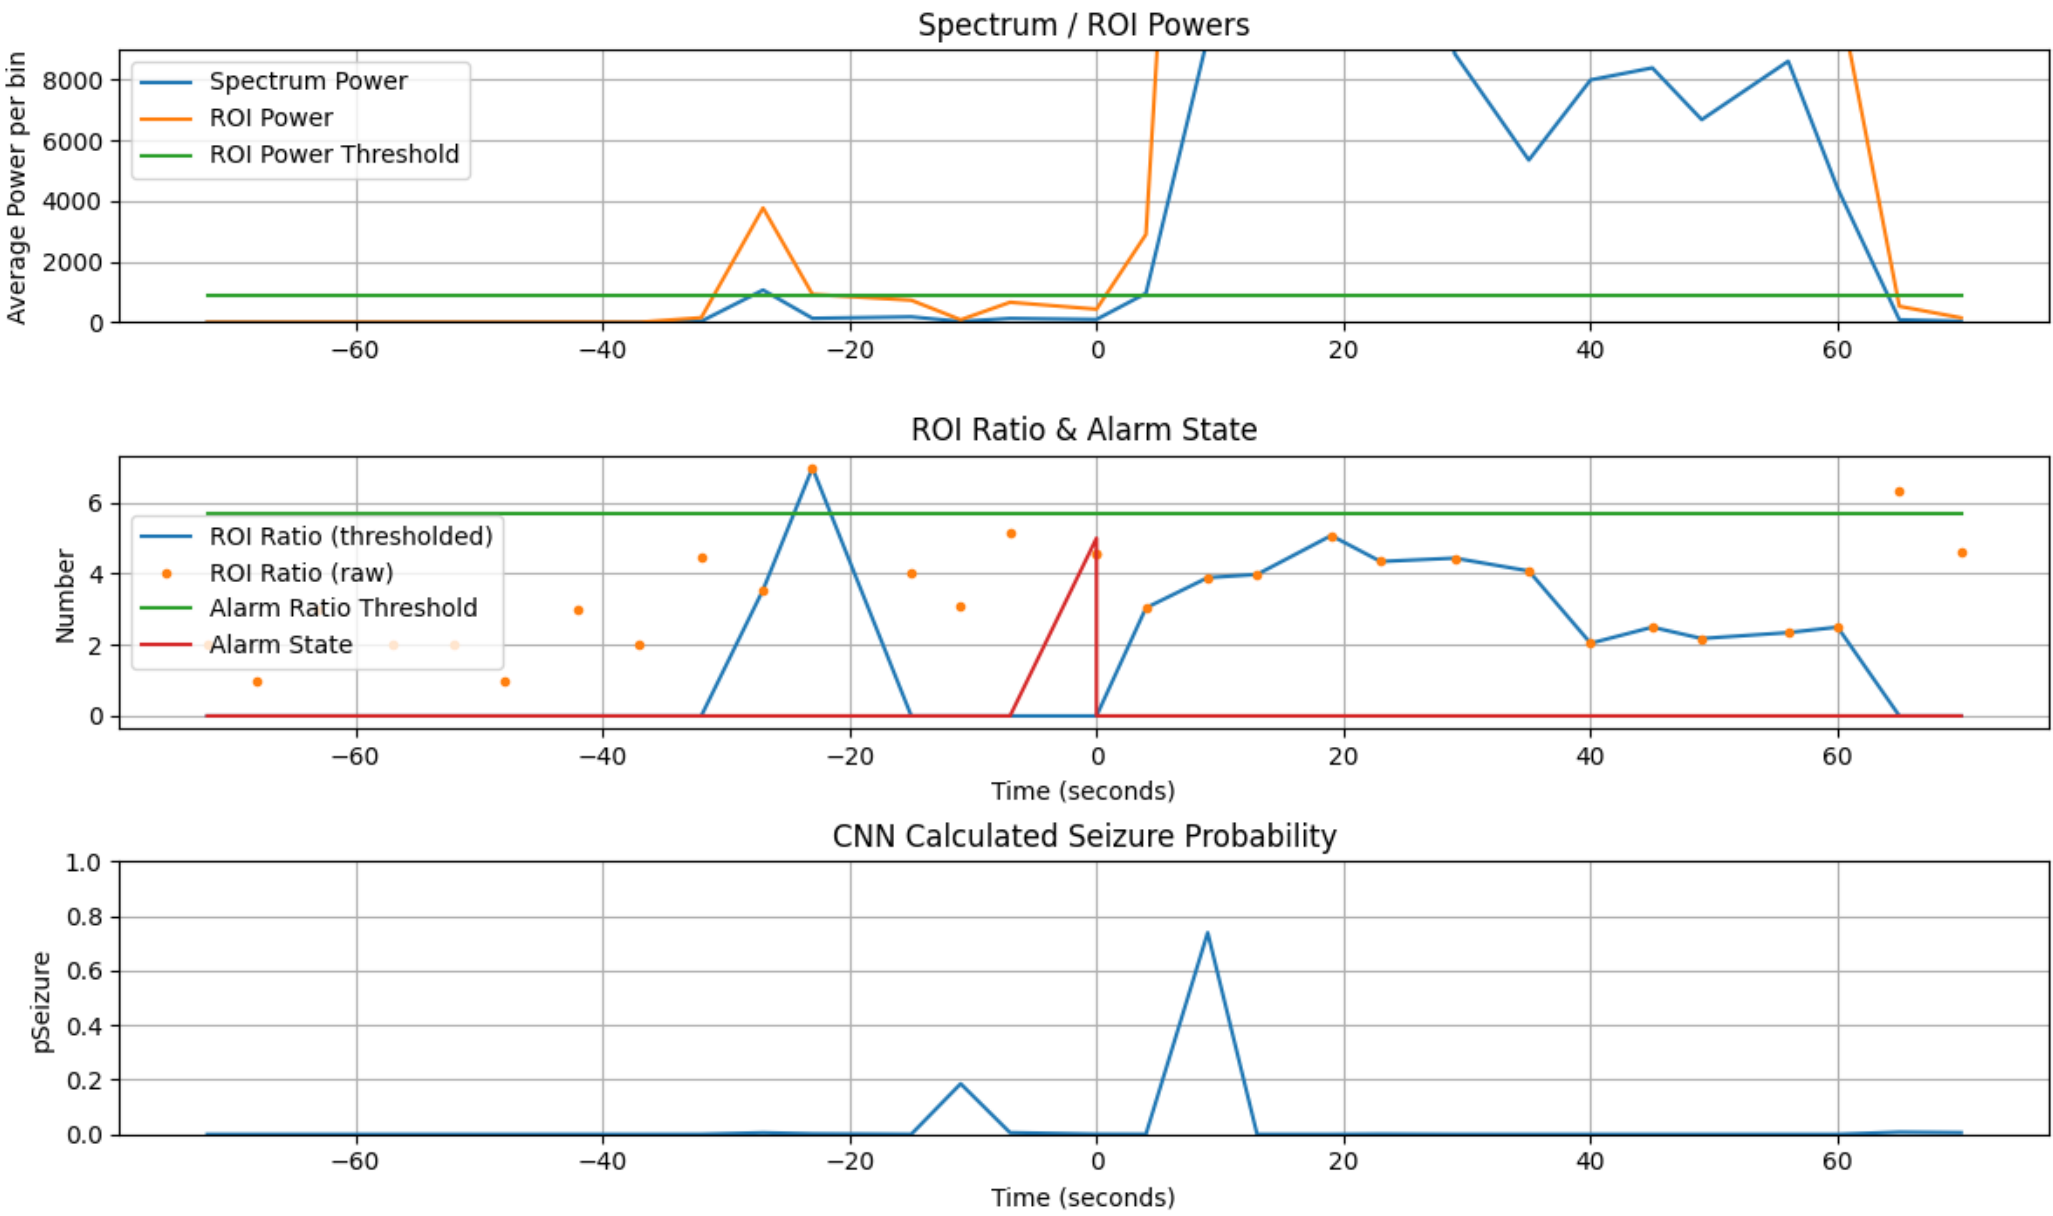 Spectrum / ROI Powers
Average Power per bin
8000
6000
4000
2000
0
Spectrum Power
ROI Power
ROI Power Threshold
−60 −40 −20 0 20 40 60
ROI Ratio & Alarm State
Number
6
4
2
0
ROI Ratio (thresholded)
ROI Ratio (raw)
Alarm Ratio Threshold
Alarm State
−60 −40 −20 0 20 40 60
Time (seconds)
CNN Calculated Seizure Probability
pSeizure
1.0
0.8
0.6
0.4
0.2
0.0
−60 −40 −20 0 20 40 60
Time (seconds)